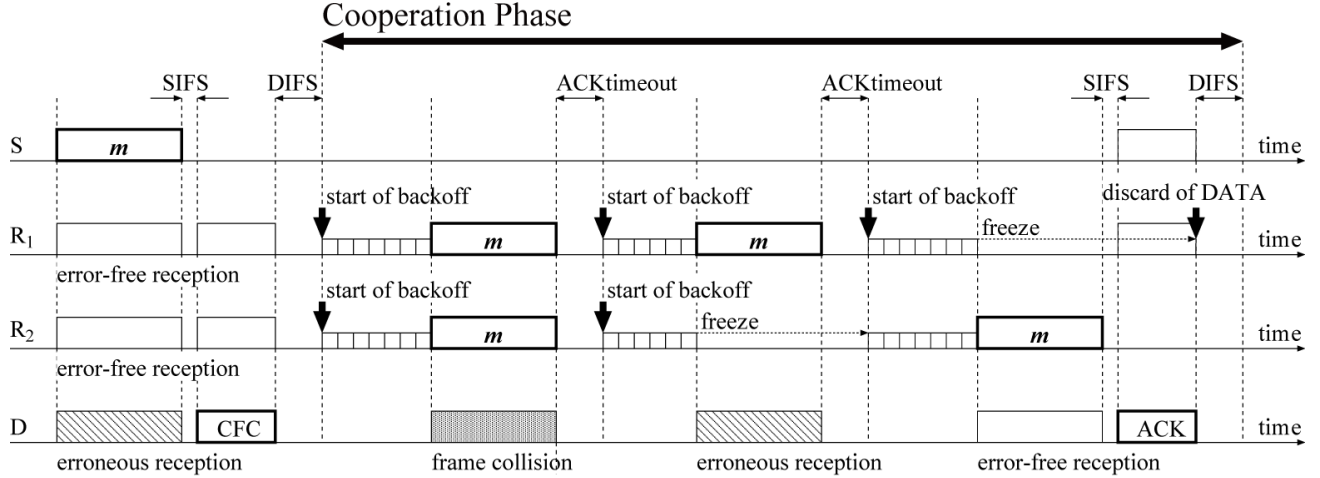 Cooperation Phase
SIFS DIFS ACKtimeout ACKtimeout SIFS DIFS
S m time
start of backoff start of backoff start of backoff discard of DATA
R1 m m freeze time
error-free reception
start of backoff start of backoff
R2 m freeze m time
error-free reception
D CFC ACK time
erroneous reception frame collision erroneous reception error-free reception